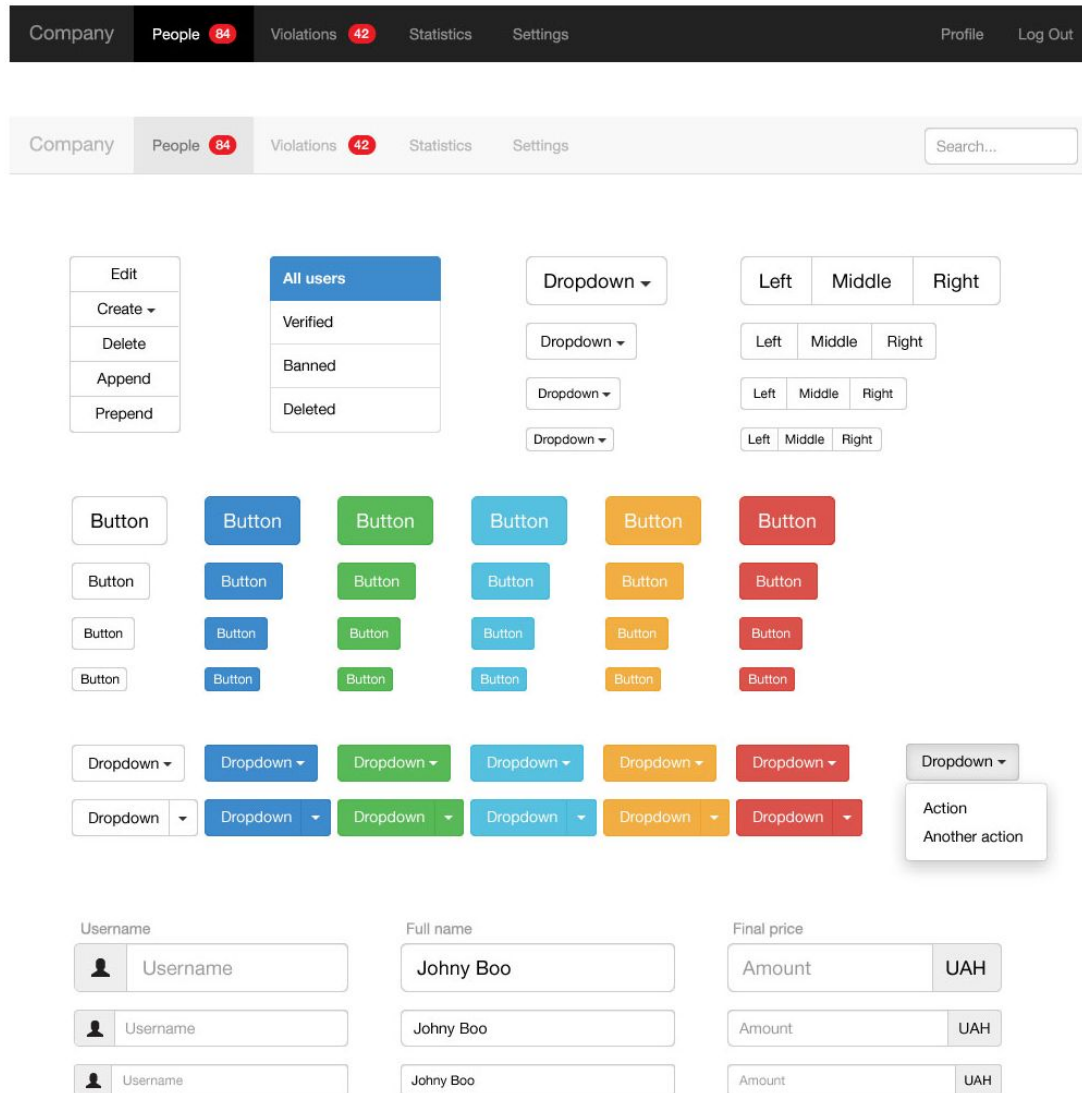 Company People 84 Violations 42 Statistics Settings Profile Log Out
Company People 84 Violations 42 Statistics Settings Search...
Edit
Create
Delete
Append
Prepend
All users
Verified
Banned
Deleted
Dropdown
Dropdown
Dropdown
Dropdown
Left Middle Right
Left Middle Right
Left Middle Right
Left Middle Right
Button Button Button Button Button Button
Button Button Button Button Button Button
Button Button Button Button Button Button
Button Button Button Button Button Button
Dropdown Dropdown Dropdown Dropdown Dropdown Dropdown Dropdown
Dropdown Dropdown Dropdown Dropdown Dropdown Dropdown
Action
Another action
Username Full name Final price
Username Johny Boo Amount UAH
Username Johny Boo Amount UAH
Username Johny Boo Amount UAH